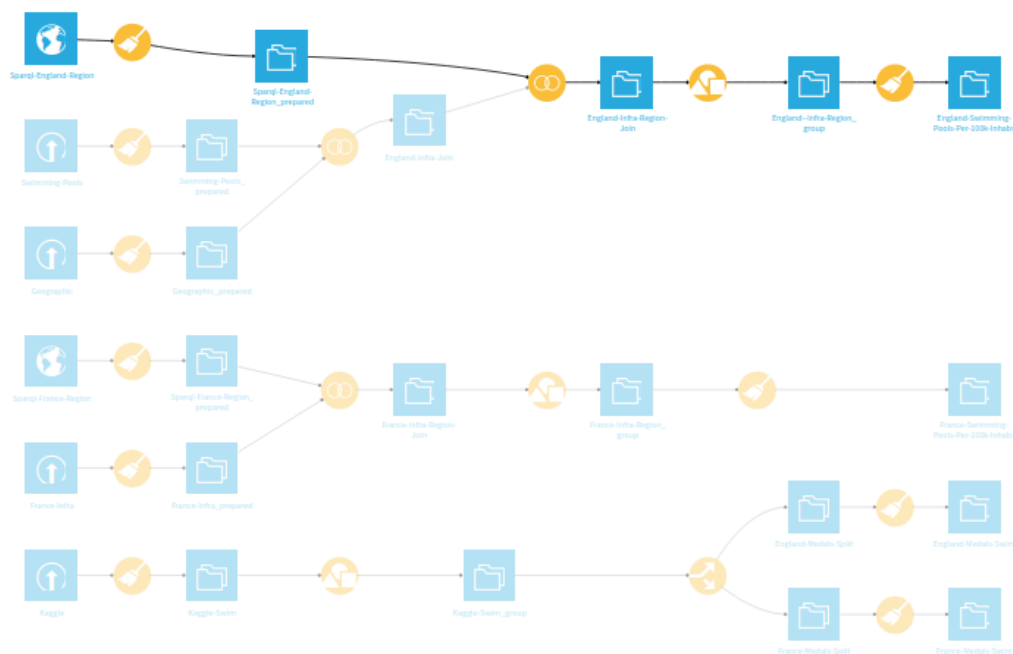 Sparql-England-Region
Sparql-England-
Region_prepared
England-Infra-Region-
Join
England--Infra-Region_
group
England-Swimming-
Pools-Per-100k-Inhabi
England-Infra-Join
Swimming-Pools
Swimming-Pools_
prepared
Geographic
Geographic_prepared
Sparql-France-Region
Sparql-France-Region_
prepared
France-Infra-Region-
Join
France-Infra-Region_
group
France-Swimming-
Pools-Per-100k-Inhabi
France-Infra
France-Infra_prepared
England-Medals-Split
England-Medals-Swim
Kaggle
Kaggle-Swim
Kaggle-Swim_group
France-Medals-Split
France-Medals-Swim